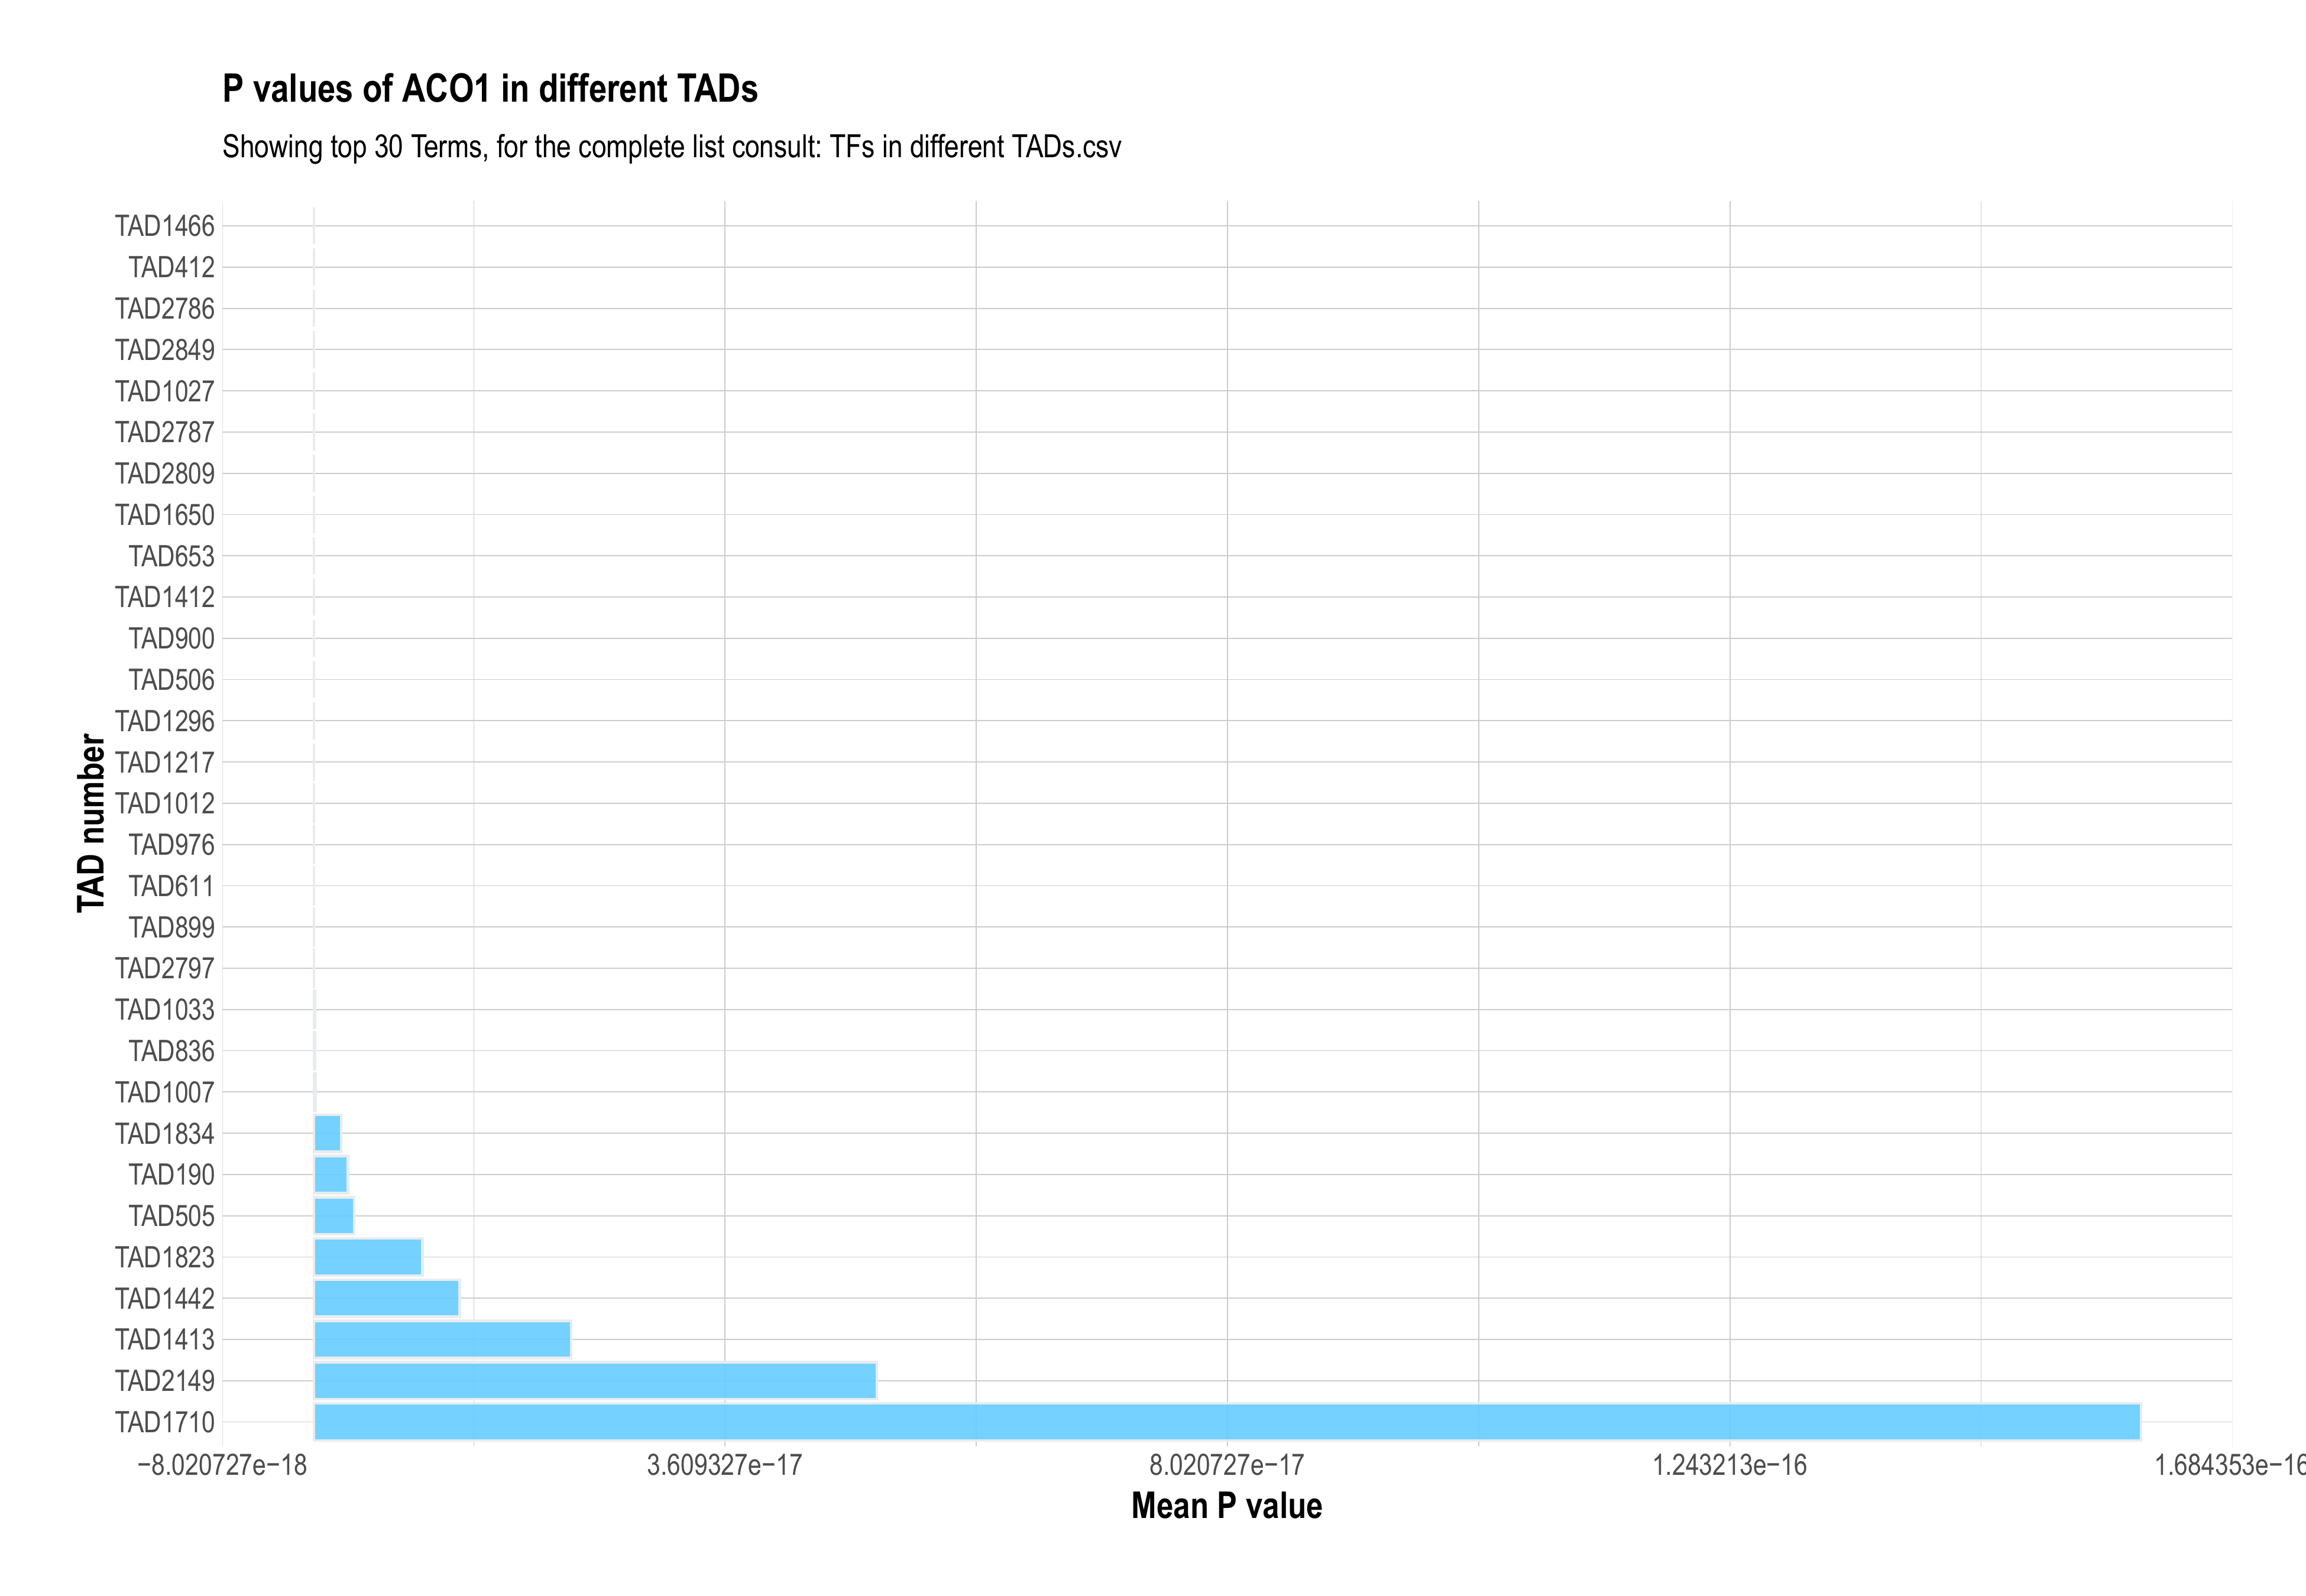 P values of ACO1 in different TADs
Showing top 30 Terms, for the complete list consult: TFs in different TADs.csv
TAD number
TAD1466
TAD412
TAD2786
TAD2849
TAD1027
TAD2787
TAD2809
TAD1650
TAD653
TAD1412
TAD900
TAD506
TAD1296
TAD1217
TAD1012
TAD976
TAD611
TAD899
TAD2797
TAD1033
TAD836
TAD1007
TAD1834
TAD190
TAD505
TAD1823
TAD1442
TAD1413
TAD2149
TAD1710
−8.020727e−18 3.609327e−17 8.020727e−17 1.243213e−16 1.684353e−16
Mean P value